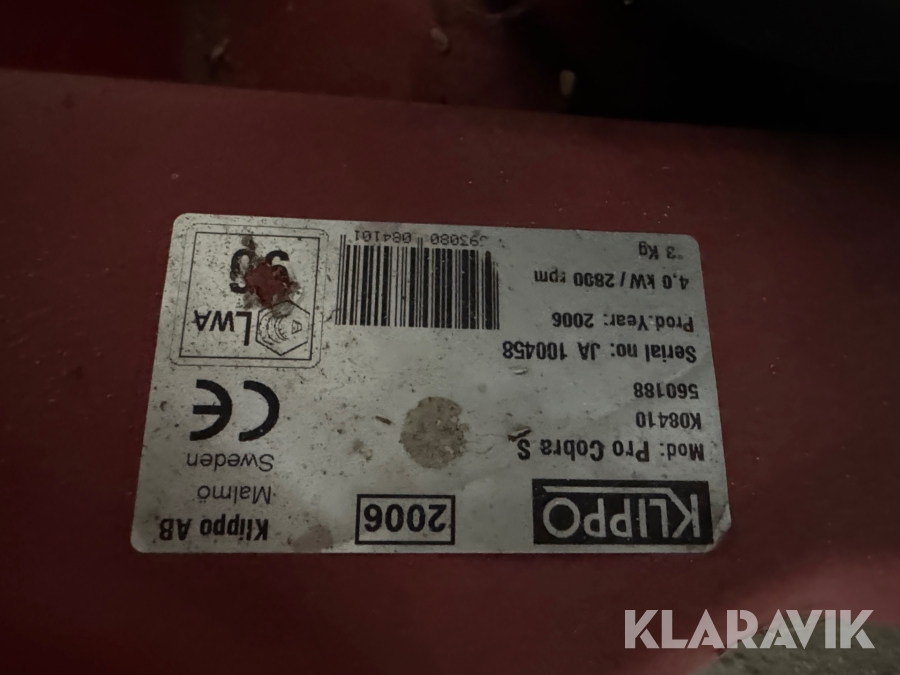 KLIPPO
2006
Klippo AB
Malmö
Sweden
Mod: Pro Cobra S
K08410
560188
Serial no: JA 100458
Prod.Year: 2006
4,0 kW / 2800 rpm
3 Kg
CE
LWA
393080 084101
KLARAVIK